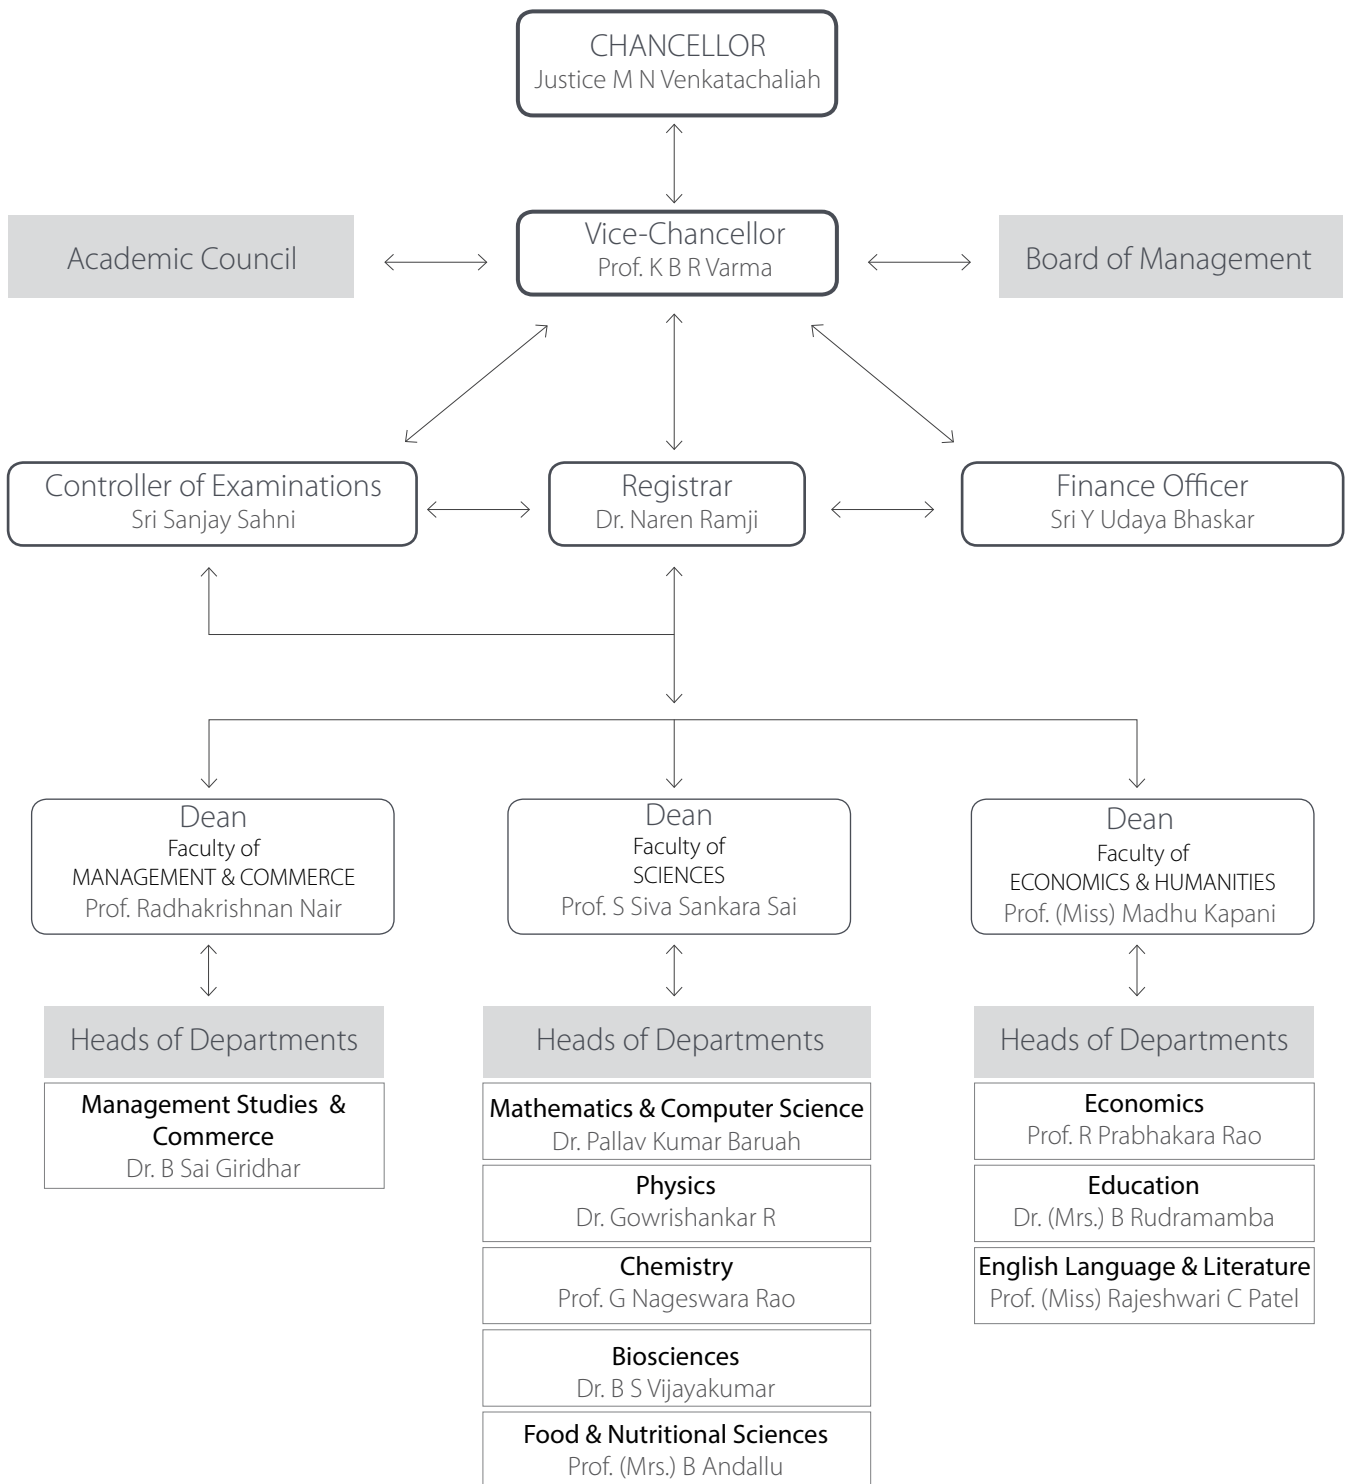 CHANCELLOR
Justice M N Venkatachaliah
Academic Council
Vice-Chancellor
Prof. K B R Varma
Board of Management
Controller of Examinations
Sri Sanjay Sahni
Registrar
Dr. Naren Ramji
Finance Officer
Sri Y Udaya Bhaskar
Dean
Faculty of
MANAGEMENT & COMMERCE
Prof. Radhakrishnan Nair
Dean
Faculty of
SCIENCES
Prof. S Siva Sankara Sai
Dean
Faculty of
ECONOMICS & HUMANITIES
Prof. (Miss) Madhu Kapani
Heads of Departments
Management Studies &
Commerce
Dr. B Sai Giridhar
Heads of Departments
Mathematics & Computer Science
Dr. Pallav Kumar Baruah
Physics
Dr. Gowrishankar R
Chemistry
Prof. G Nageswara Rao
Biosciences
Dr. B S Vijayakumar
Food & Nutritional Sciences
Prof. (Mrs.) B Andallu
Heads of Departments
Economics
Prof. R Prabhakara Rao
Education
Dr. (Mrs.) B Rudramamba
English Language & Literature
Prof. (Miss) Rajeshwari C Patel